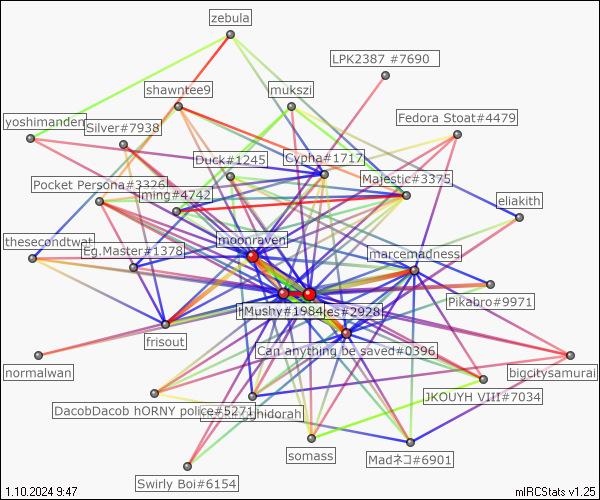 zebula
LPK2387 #7690
shawntee9
mukszi
Fedora Stoat#4479
yoshimanden
Silver#7938
Duck#1245
Cypha#1717
Pocket Persona#3326
Majestic#3375
ming#4742
eliakith
moonraven
thesecondtwat
Eg.Master#1378
marcemadness
Pikabro#9971
Mushy#1984
es#2928
frisout
Can anything be saved#0396
normalwan
bigcitysamurai
JKOUYH VIII#7034
DacobDacob hORNY police#5271
ghidorah
somass
Madネコ#6901
Swirly Boi#6154
1.10.2024 9:47
mIRCStats v1.25